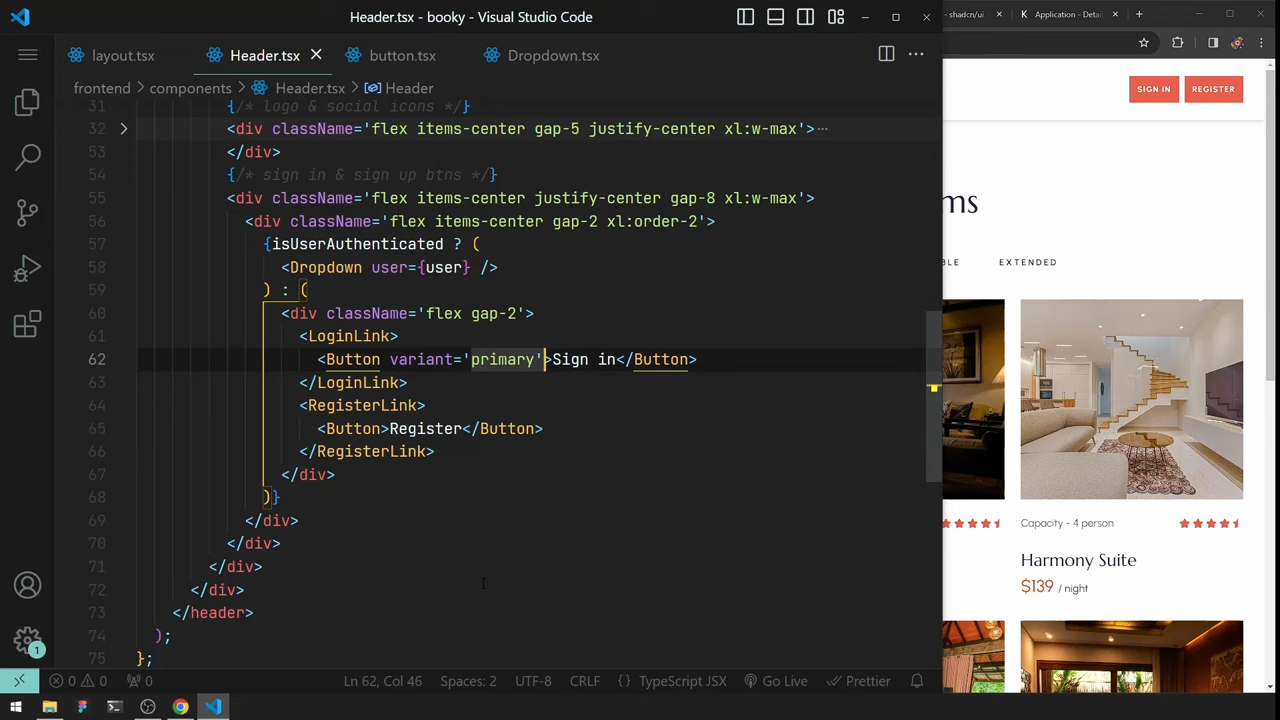 Header.tsx - booky - Visual Studio Code
shadcn/ui
Application - Detai
layout.tsx
Header.tsx
button.tsx
Dropdown.tsx
frontend > components > Header.tsx > Header
31 {/* logo & social icons */}
32 <div className='flex items-center gap-5 justify-center xl:w-max'>…
53 </div>
54 {/* sign in & sign up btns */}
55 <div className='flex items-center justify-center gap-8 xl:w-max'>
56 <div className='flex items-center gap-2 xl:order-2'>
57 {isUserAuthenticated ? (
58 <Dropdown user={user} />
59 ) : (
60 <div className='flex gap-2'>
61 <LoginLink>
62 <Button variant='primary'>Sign in</Button>
63 </LoginLink>
64 <RegisterLink>
65 <Button>Register</Button>
66 </RegisterLink>
67 </div>
68 )}
69 </div>
70 </div>
71 </div>
72 </div>
73 </header>
74 );
75 };
SIGN IN
REGISTER
ms
BLE
EXTENDED
Capacity - 4 person
Harmony Suite
$139 / night
1
0 0 0
Ln 62, Col 46
Spaces: 2
UTF-8
CRLF
{} TypeScript JSX
Go Live
Prettier